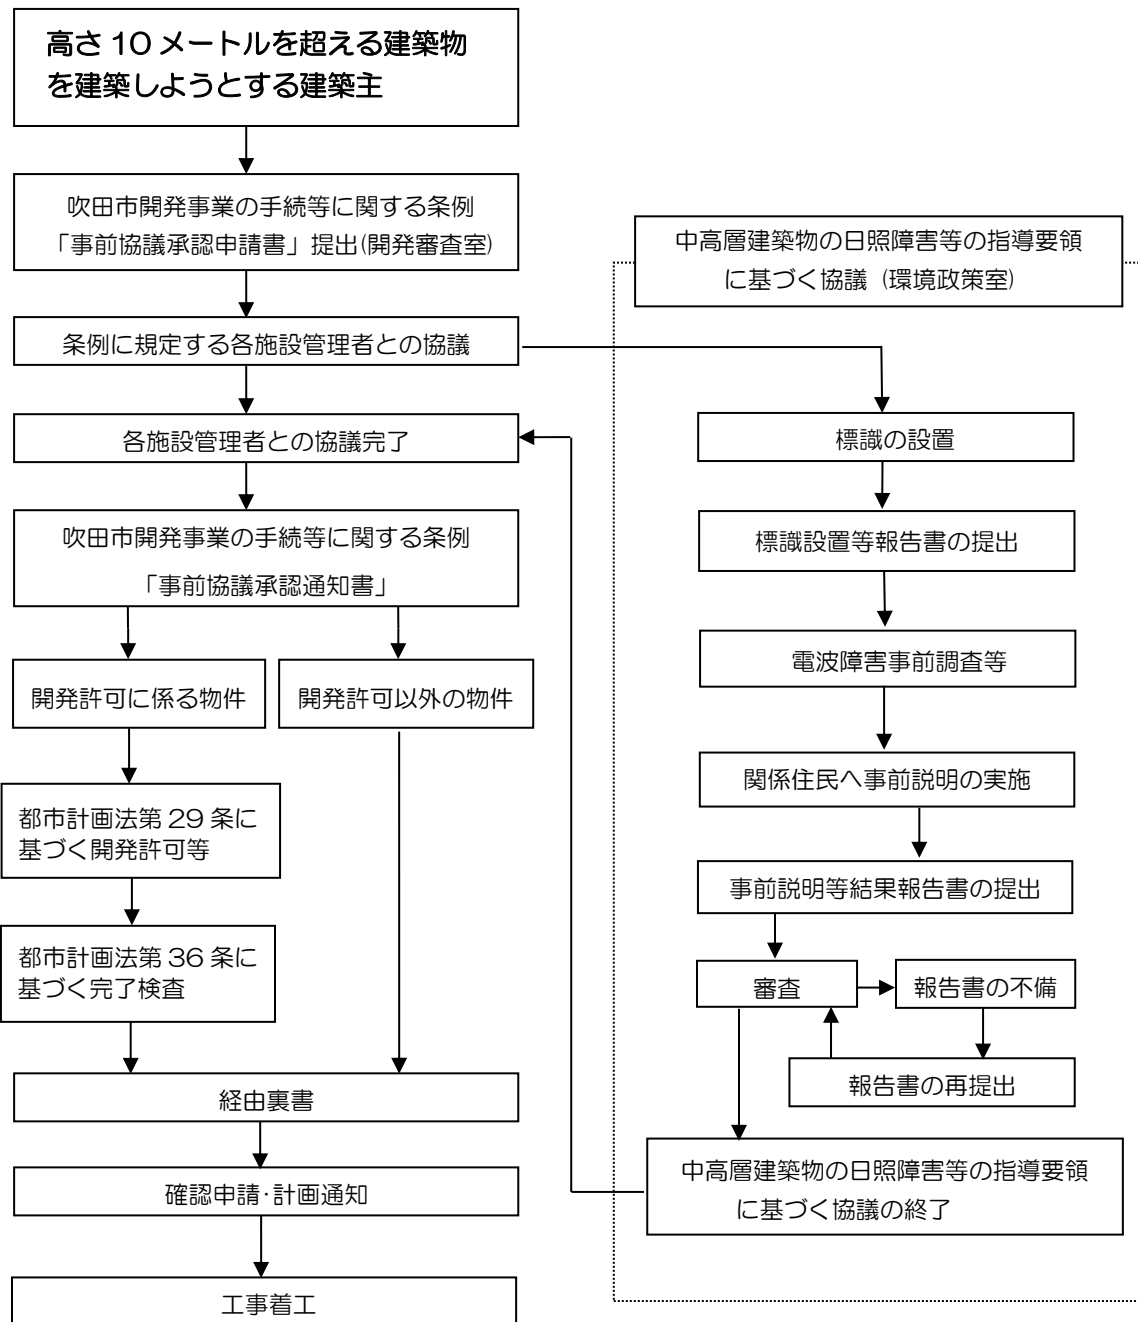 高さ10メートルを超える建築物
を建築しようとする建築主
吹田市開発事業の手続等に関する条例
「事前協議承認申請書」提出(開発審査室)
条例に規定する各施設管理者との協議
各施設管理者との協議完了
吹田市開発事業の手続等に関する条例
「事前協議承認通知書」
開発許可に係る物件
開発許可以外の物件
都市計画法第29条に
基づく開発許可等
都市計画法第36条に
基づく完了検査
経由裏書
確認申請・計画通知
工事着工
中高層建築物の日照障害等の指導要領
に基づく協議 (環境政策室)
標識の設置
標識設置等報告書の提出
電波障害事前調査等
関係住民へ事前説明の実施
事前説明等結果報告書の提出
審査
報告書の不備
報告書の再提出
中高層建築物の日照障害等の指導要領
に基づく協議の終了